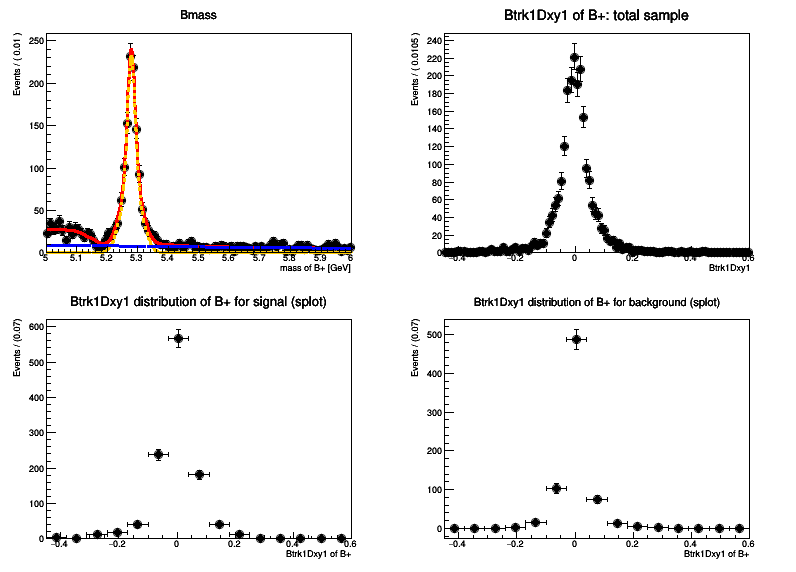 Bmass
Events / ( 0.01 )
250
200
150
100
50
0
5 5.1 5.2 5.3 5.4 5.5 5.6 5.7 5.8 5.9 6
mass of B+ [GeV]
Btrk1Dxy1 of B+: total sample
Events / ( 0.0105 )
240
220
200
180
160
140
120
100
80
60
40
20
0
-0.4 -0.2 0 0.2 0.4 0.6
Btrk1Dxy1
Btrk1Dxy1 distribution of B+ for signal (splot)
Events / (0.07)
600
500
400
300
200
100
0
-0.4 -0.2 0 0.2 0.4 0.6
Btrk1Dxy1 of B+
Btrk1Dxy1 distribution of B+ for background (splot)
Events / (0.07)
500
400
300
200
100
0
-0.4 -0.2 0 0.2 0.4 0.6
Btrk1Dxy1 of B+